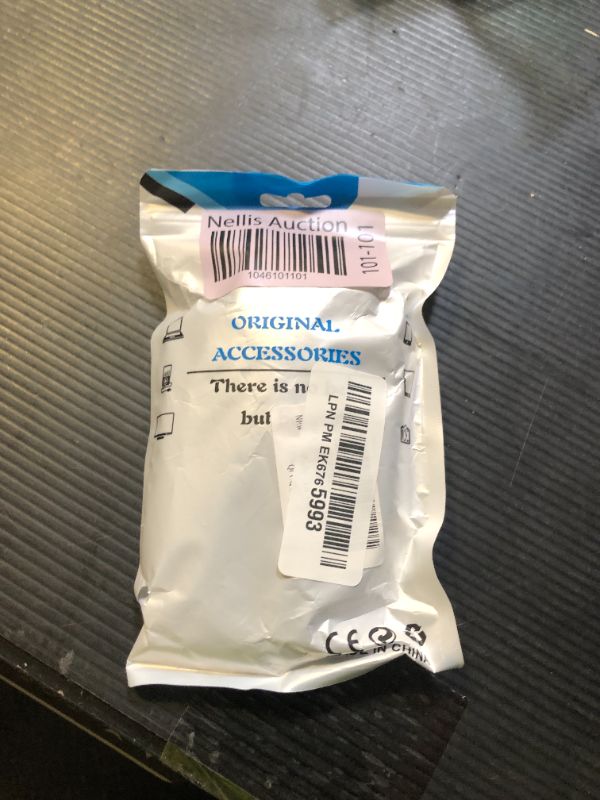 Nellis Auction
1046101101
101-101
ORIGINAL
ACCESSORIES
There is
but
LPN PM EK6765993
CE
IN CHINA